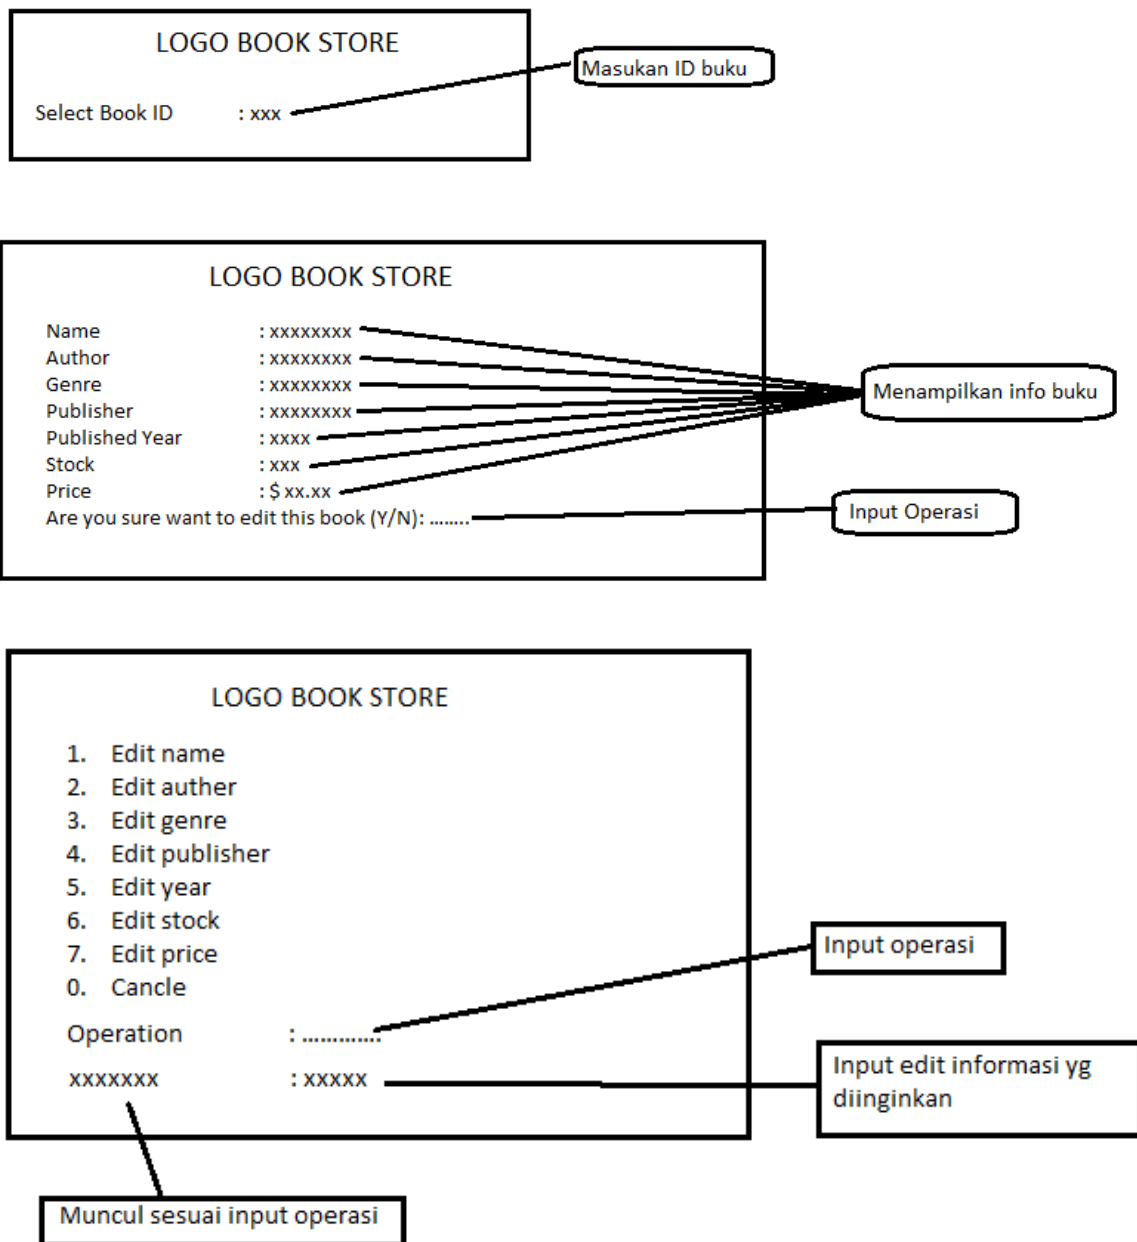 LOGO BOOK STORE
Masukan ID buku
Select Book ID : xxx
LOGO BOOK STORE
Name : xxxxxxxx
Author : xxxxxxxx
Genre : xxxxxxxx
Publisher : xxxxxxxx
Published Year : xxxx
Stock : xxx
Price : $ xx.xx
Are you sure want to edit this book (Y/N): ........
Menampilkan info buku
Input Operasi
LOGO BOOK STORE
1. Edit name
2. Edit auther
3. Edit genre
4. Edit publisher
5. Edit year
6. Edit stock
7. Edit price
0. Cancle
Operation : .............
xxxxxxx : xxxxx
Input operasi
Input edit informasi yg
diinginkan
Muncul sesuai input operasi